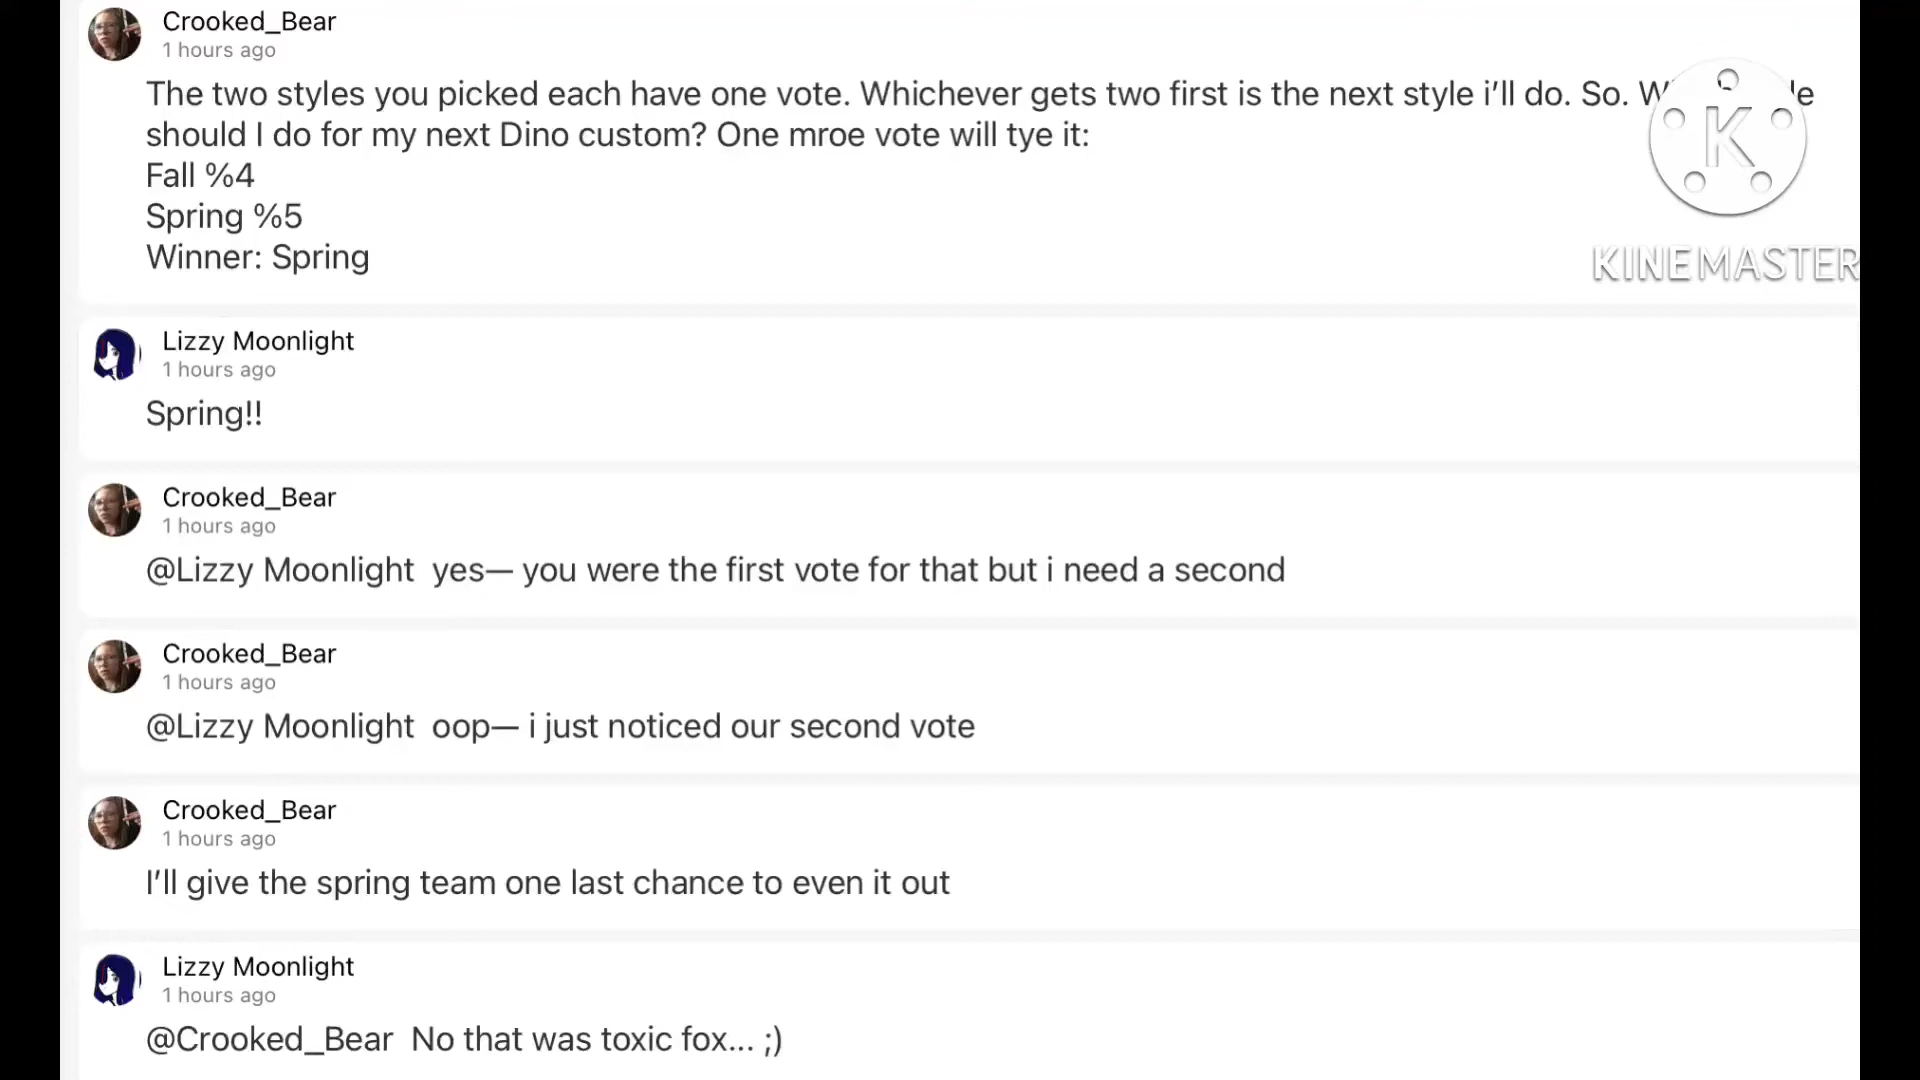 Crooked_Bear
1 hours ago
The two styles you picked each have one vote. Whichever gets two first is the next style i’ll do. So.
should I do for my next Dino custom? One mroe vote will tye it:
Fall %4
Spring %5
Winner: Spring
K
KINEMASTER
Lizzy Moonlight
1 hours ago
Spring!!
Crooked_Bear
1 hours ago
@Lizzy Moonlight yes— you were the first vote for that but i need a second
Crooked_Bear
1 hours ago
@Lizzy Moonlight oop— i just noticed our second vote
Crooked_Bear
1 hours ago
I’ll give the spring team one last chance to even it out
Lizzy Moonlight
1 hours ago
@Crooked_Bear No that was toxic fox... ;)